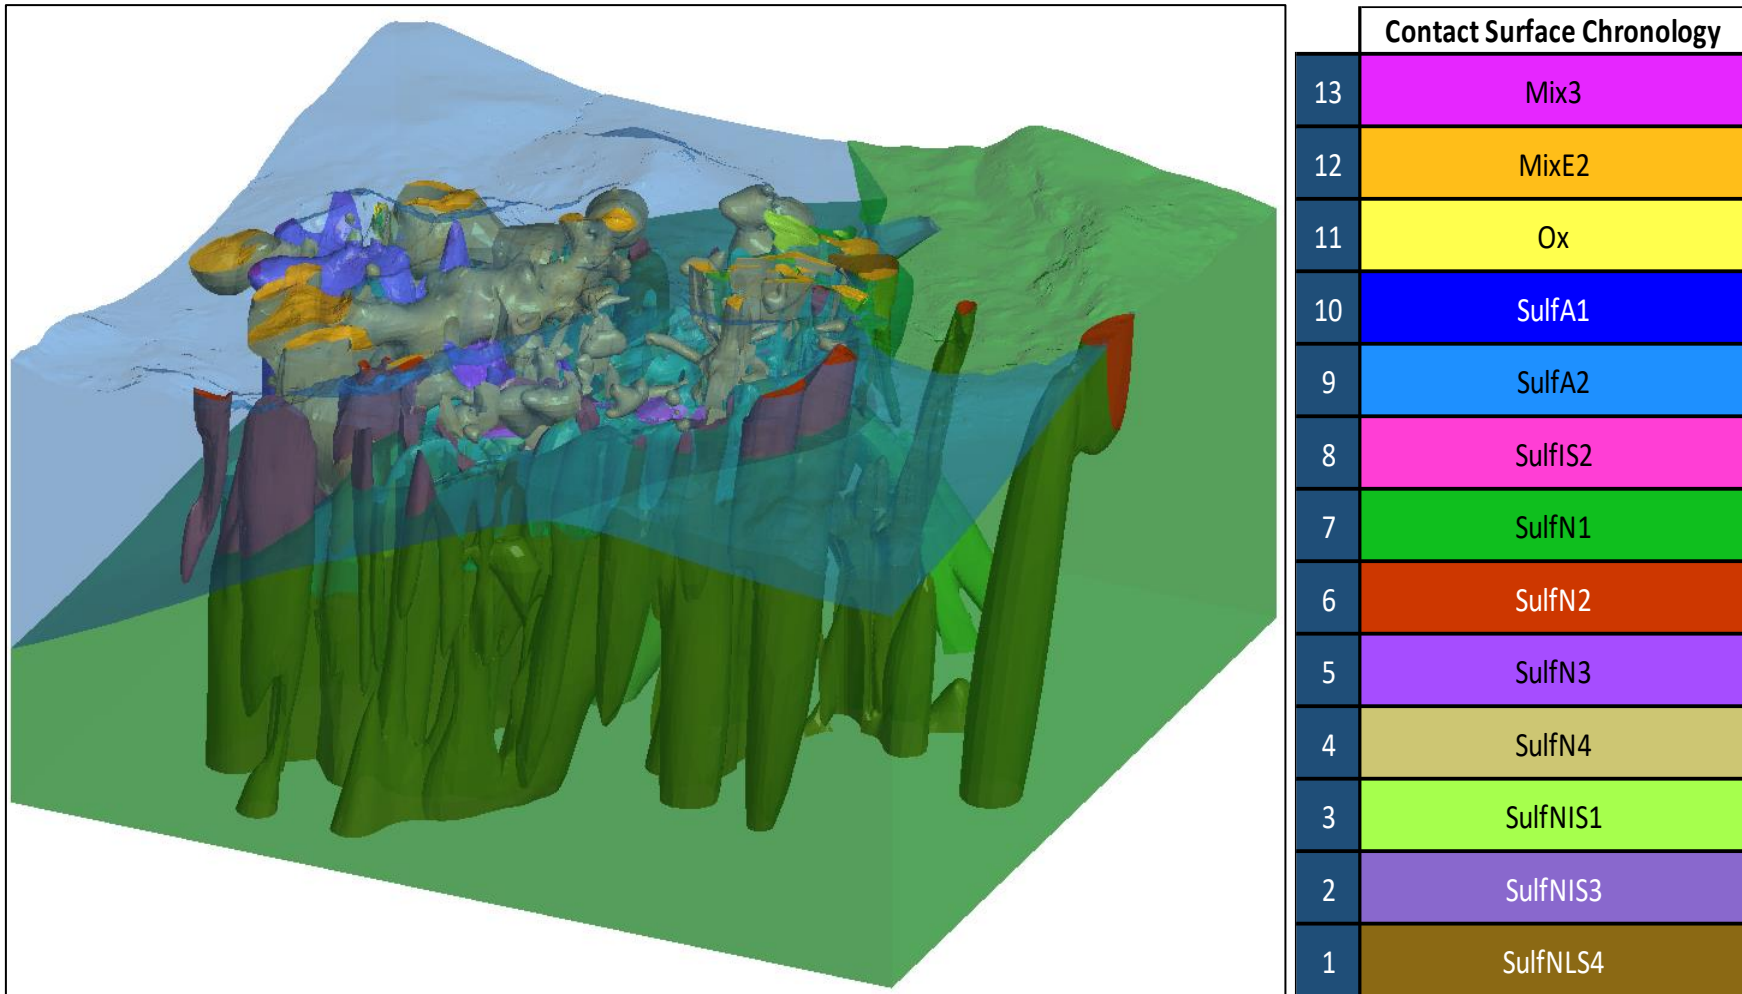 Contact Surface Chronology
13 Mix3
12 MixE2
11 Ox
10 SulfA1
9 SulfA2
8 SulfIS2
7 SulfN1
6 SulfN2
5 SulfN3
4 SulfN4
3 SulfNIS1
2 SulfNIS3
1 SulfNLS4